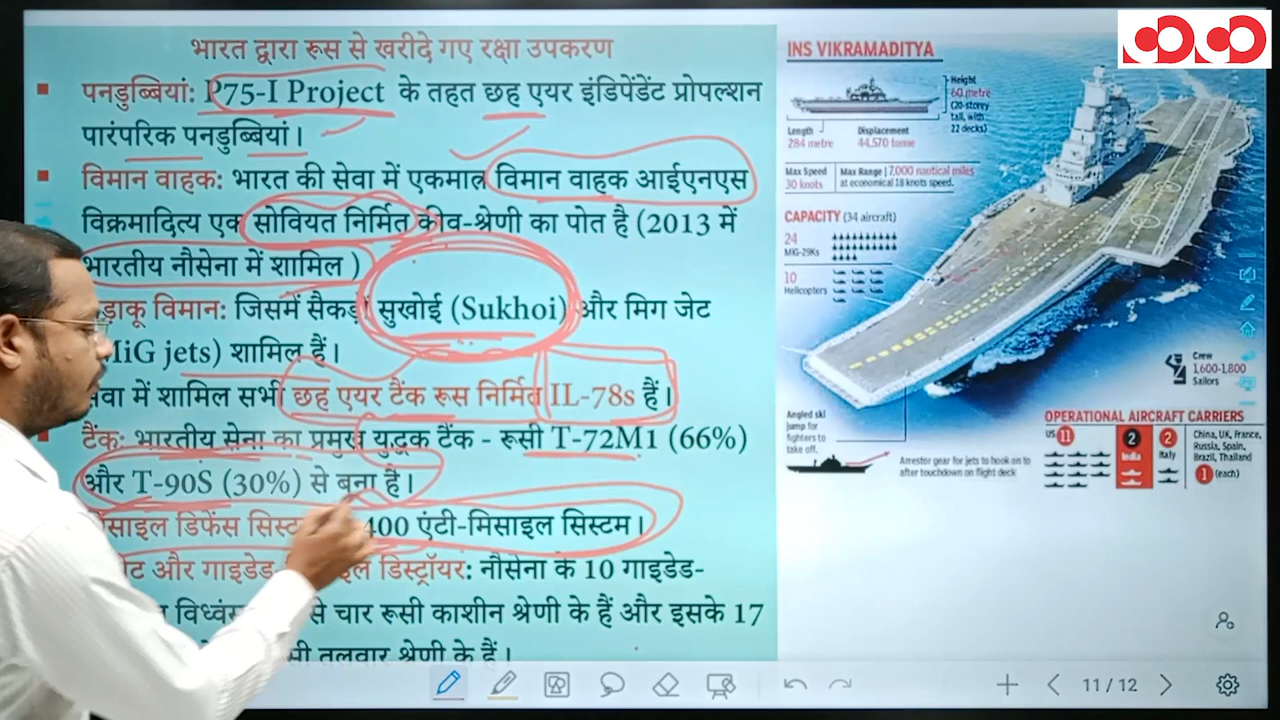 भारत द्वारा रूस से खरीदे गए रक्षा उपकरण
पनडुब्बियां: P75-I Project के तहत छह एयर इंडिपेंडेंट प्रोपल्शन
पारंपरिक पनडुब्बियां।
विमान वाहक: भारत की सेवा में एकमात्र विमान वाहक आईएनएस
विक्रमादित्य एक सोवियत निर्मित कीव-श्रेणी का पोत है (2013 में
भारतीय नौसेना में शामिल )
विमान: जिसमें सैकड़ों सुखोई (Sukhoi) और मिग जेट
MiG jets) शामिल हैं।
में शामिल सभी छह एयर टैंक रूस निर्मित IL-78s हैं।
टैंक: भारतीय सेना का प्रमुख युद्धक टैंक - रूसी T-72M1 (66%)
और T-90S (30%) से बना है।
डिफेंस 400 एंटी-मिसाइल सिस्टम।
और गाइडेड डिस्ट्रॉयर: नौसेना के 10 गाइडेड-
से चार रूसी काशीन श्रेणी के हैं और इसके 17
तलवार श्रेणी के हैं।
INS VIKRAMADITYA
Height
60 metre
(20-storey
tall, with
22 decks)
Length
284 metre
Displacement
44,570 tonne
Max Speed
30 knots
Max Range 7,000 nautical miles
at economical 18 knots speed.
CAPACITY (34 aircraft)
24
MiG-29Ks
10
Helicopters
Crew
1,600-1,800
Sailors
Angled ski
jump for
fighters to
take off.
Arrestor gear for jets to hook on to
after touchdown on flight deck
OPERATIONAL AIRCRAFT CARRIERS
US 11
2
India
2
Italy
China, UK, France,
Russia, Spain,
Brazil, Thailand
1 (each)
11 / 12